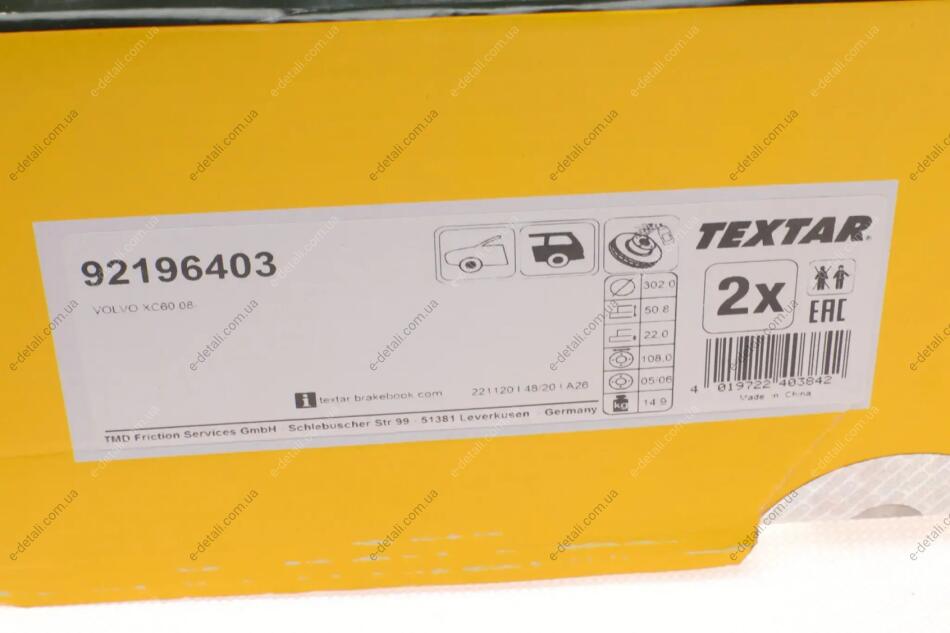 92196403
VOLVO XC60 08-
TEXTAR
2x
EAC
302.0
50.8
22.0
108.0
05/06
kg 14.9
4 019722 403842
Made in China
i textar brakebook.com
221120 | 48/20 | A26
TMD Friction Services GmbH · Schlebuscher Str 99 · 51381 Leverkusen · Germany
e-detali.com.ua